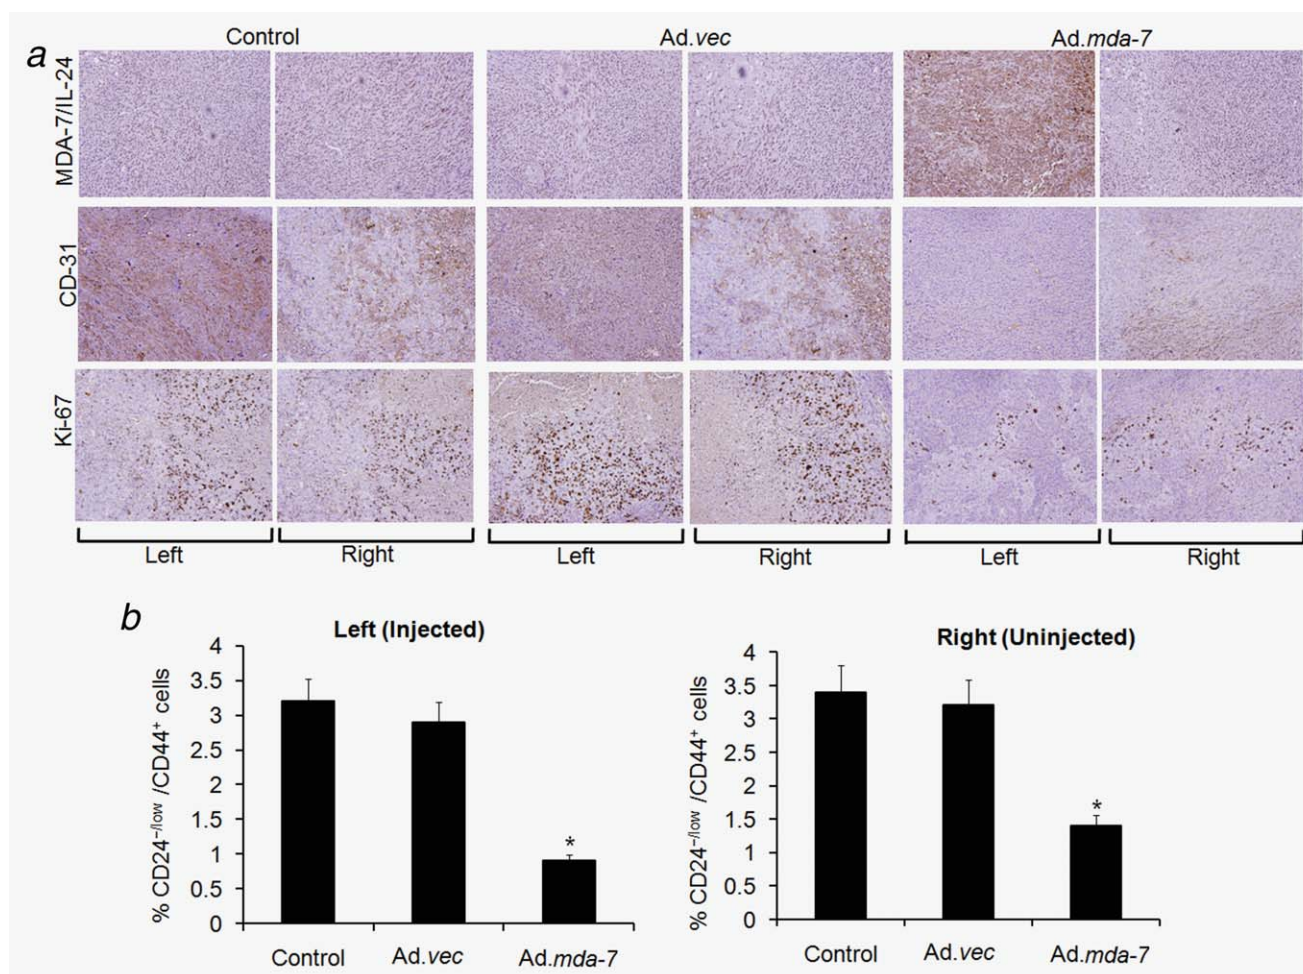 a
Control Ad.vec Ad.mda-7
MDA-7/IL-24
CD-31
Ki-67
Left Right Left Right Left Right
b
Left (Injected)
% CD24⁻/ˡᵒʷ /CD44⁺ cells
4
3.5
3
2.5
2
1.5
1
0.5
0
*
Control Ad.vec Ad.mda-7
Right (Uninjected)
% CD24⁻/ˡᵒʷ /CD44⁺ cells
4
3.5
3
2.5
2
1.5
1
0.5
0
*
Control Ad.vec Ad.mda-7